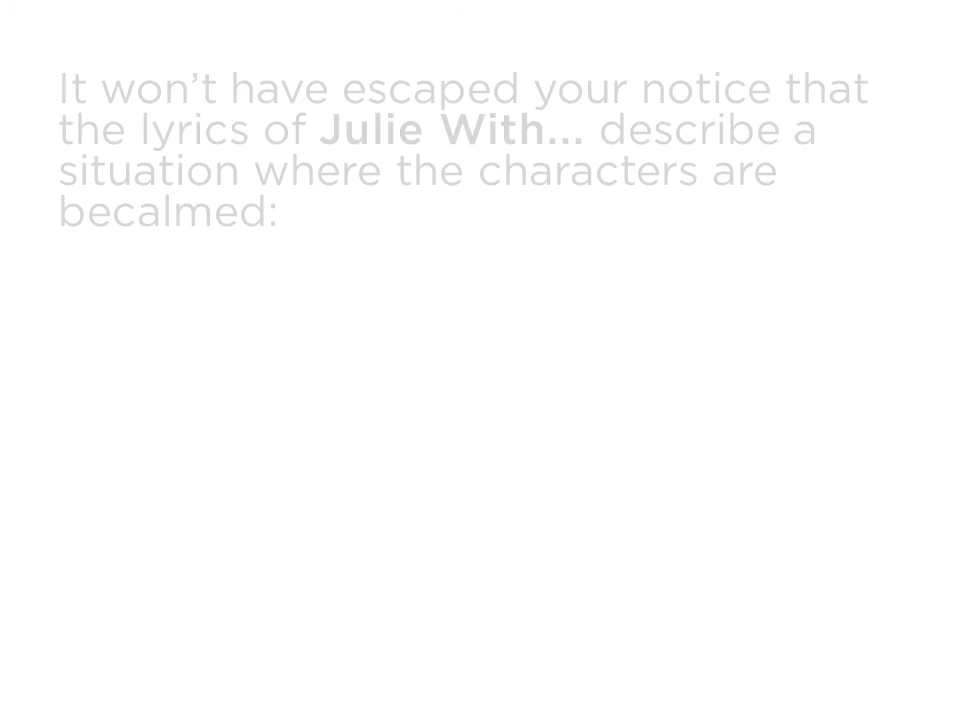 It won’t have escaped your notice that
the lyrics of Julie With... describe a
situation where the characters are
becalmed: